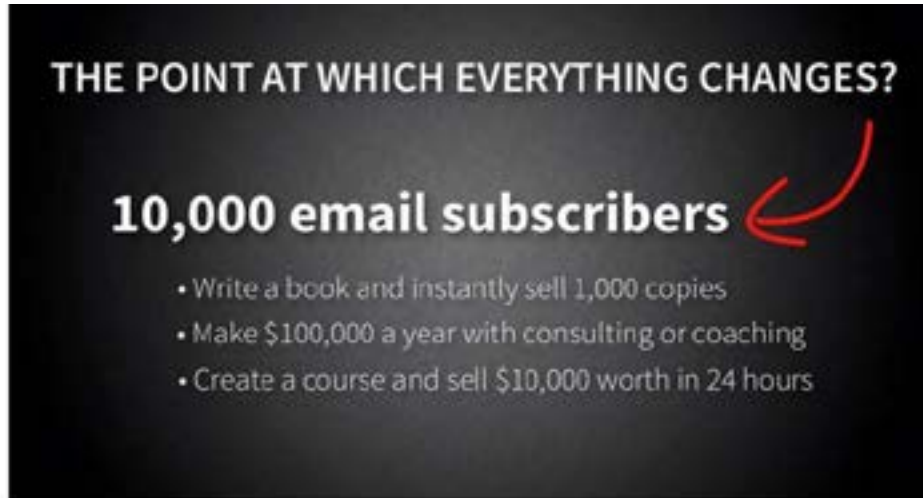 THE POINT AT WHICH EVERYTHING CHANGES?
10,000 email subscribers
• Write a book and instantly sell 1,000 copies
• Make $100,000 a year with consulting or coaching
• Create a course and sell $10,000 worth in 24 hours